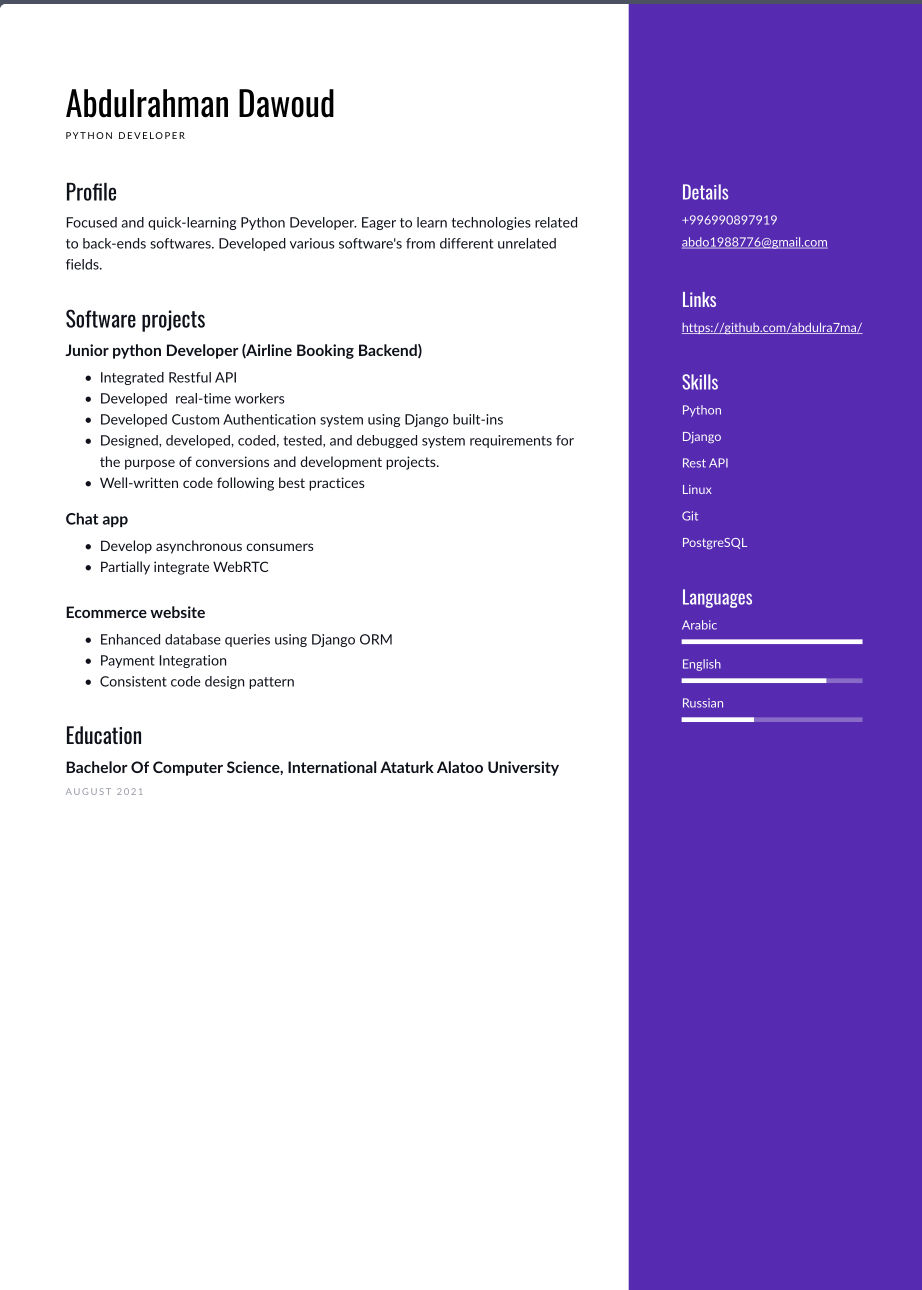 Abdulrahman Dawoud
PYTHON DEVELOPER
Profile
Focused and quick-learning Python Developer. Eager to learn technologies related
to back-ends softwares. Developed various software's from different unrelated
fields.
Software projects
Junior python Developer (Airline Booking Backend)
• Integrated Restful API
• Developed  real-time workers
• Developed Custom Authentication system using Django built-ins
• Designed, developed, coded, tested, and debugged system requirements for
the purpose of conversions and development projects.
• Well-written code following best practices
Chat app
• Develop asynchronous consumers
• Partially integrate WebRTC
Ecommerce website
• Enhanced database queries using Django ORM
• Payment Integration
• Consistent code design pattern
Education
Bachelor Of Computer Science, International Ataturk Alatoo University
AUGUST 2021
Details
+996990897919
abdo1988776@gmail.com
Links
https://github.com/abdulra7ma/
Skills
Python
Django
Rest API
Linux
Git
PostgreSQL
Languages
Arabic
English
Russian